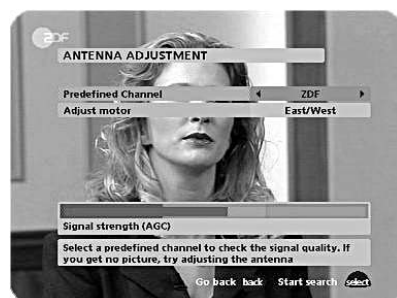 ZDF
ANTENNA ADJUSTMENT
Predefined Channel ZDF
Adjust motor East/West
Signal strength (AGC)
Select a predefined channel to check the signal quality. If
you get no picture, try adjusting the antenna
Go back back Start search select